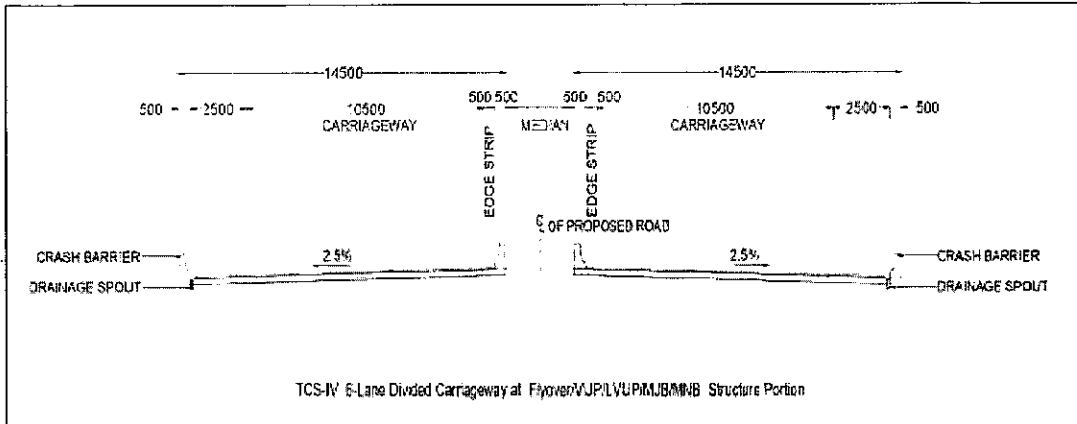 14500 14500
500 2500 10500 500 500 500 500 10500 2500 500
CARRIAGEWAY MEDIAN CARRIAGEWAY
EDGE STRIP EDGE STRIP
℄ OF PROPOSED ROAD
CRASH BARRIER 2.5% 2.5% CRASH BARRIER
DRAINAGE SPOUT DRAINAGE SPOUT
TCS-IV 6-Lane Divided Carriageway at Flyover/VUP/LVUP/MJB/MNB Structure Portion